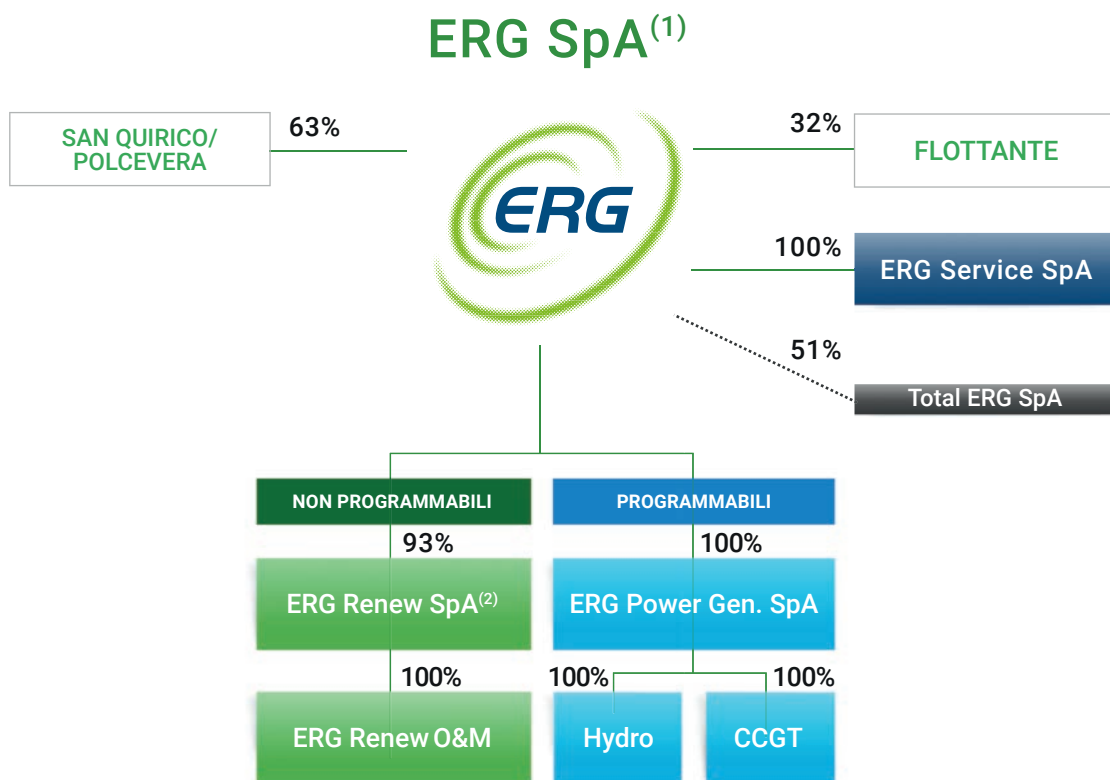 ERG SpA(1)
SAN QUIRICO/
POLCEVERA
63%
ERG
32%
FLOTTANTE
100%
ERG Service SpA
51%
Total ERG SpA
NON PROGRAMMABILI
PROGRAMMABILI
93%
100%
ERG Renew SpA(2)
ERG Power Gen. SpA
100%
100%
100%
ERG Renew O&M
Hydro
CCGT